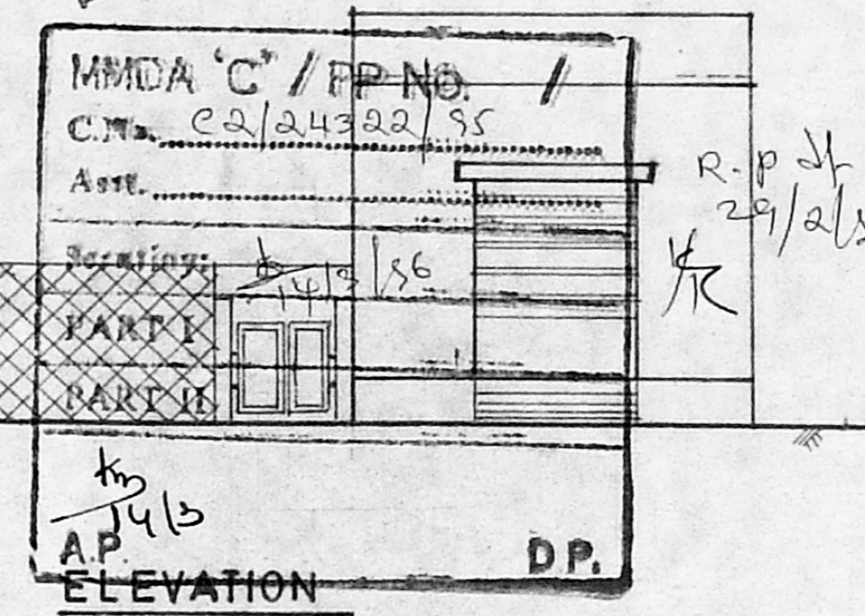 MMDA "C" / PP NO. /
C.No. C2/24322/95
Asst.
Scrutiny: 14/3/96
PART I
PART II
14/3
A.P. D.P.
ELEVATION
R. P
29/2/